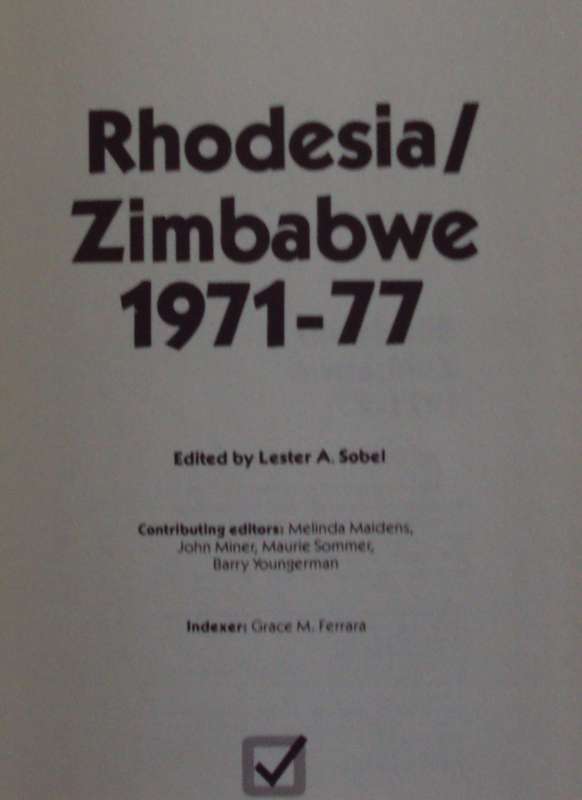 Rhodesia/
Zimbabwe
1971-77
Edited by Lester A. Sobel
Contributing editors: Melinda Maidens,
John Miner, Maurie Sommer,
Barry Youngerman
Indexer: Grace M. Ferrara